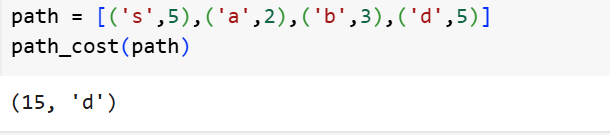 path = [('s',5),('a',2),('b',3),('d',5)]
path_cost(path)
(15, 'd')